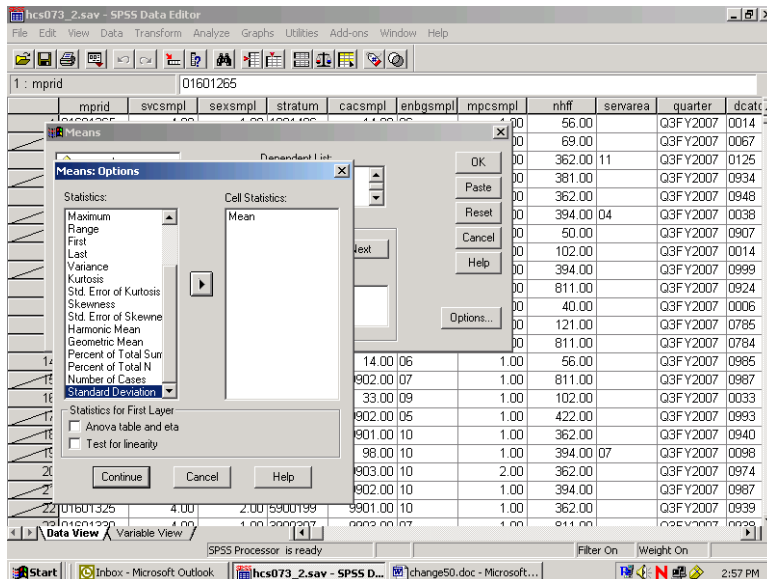 hcs073_2.sav - SPSS Data Editor
File Edit View Data Transform Analyze Graphs Utilities Add-ons Window Help
1 : mprid 01601265
mprid svcsmpl sexsmpl stratum cacsmpl enbgsmpl mpcsmpl nhff servarea quarter dcatc
56.00 Q3FY2007 0014
Means
69.00 Q3FY2007 0067
Dependent List:
OK
362.00 11 Q3FY2007 0125
Means: Options
381.00 Q3FY2007 0934
Paste
Statistics: Cell Statistics:
362.00 Q3FY2007 0948
Maximum Mean
Reset
394.00 04 Q3FY2007 0038
Range
First
Cancel
50.00 Q3FY2007 0907
Last
Next
102.00 Q3FY2007 0014
Variance
Help
394.00 Q3FY2007 0999
Kurtosis
Std. Error of Kurtosis
811.00 Q3FY2007 0924
Skewness
40.00 Q3FY2007 0006
Std. Error of Skewne
Options...
121.00 Q3FY2007 0785
Harmonic Mean
Geometric Mean
811.00 Q3FY2007 0784
Percent of Total Sum
14.00 06 1.00 56.00 Q3FY2007 0985
Percent of Total N
Number of Cases
9902.00 07 1.00 811.00 Q3FY2007 0987
Standard Deviation
33.00 09 1.00 102.00 Q3FY2007 0033
Statistics for First Layer
9902.00 05 1.00 422.00 Q3FY2007 0993
Anova table and eta
9901.00 10 1.00 362.00 Q3FY2007 0940
Test for linearity
98.00 10 1.00 394.00 07 Q3FY2007 0098
Continue Cancel Help
20 9903.00 10 2.00 362.00 Q3FY2007 0974
9902.00 10 1.00 394.00 Q3FY2007 0987
22 01601325 4.00 2.00 5900199 9901.00 10 1.00 362.00 Q3FY2007 0939
Data View Variable View
SPSS Processor is ready Filter On Weight On
Start Inbox - Microsoft Outlook hcs073_2.sav - SPSS D... change50.doc - Microsoft... 2:57 PM